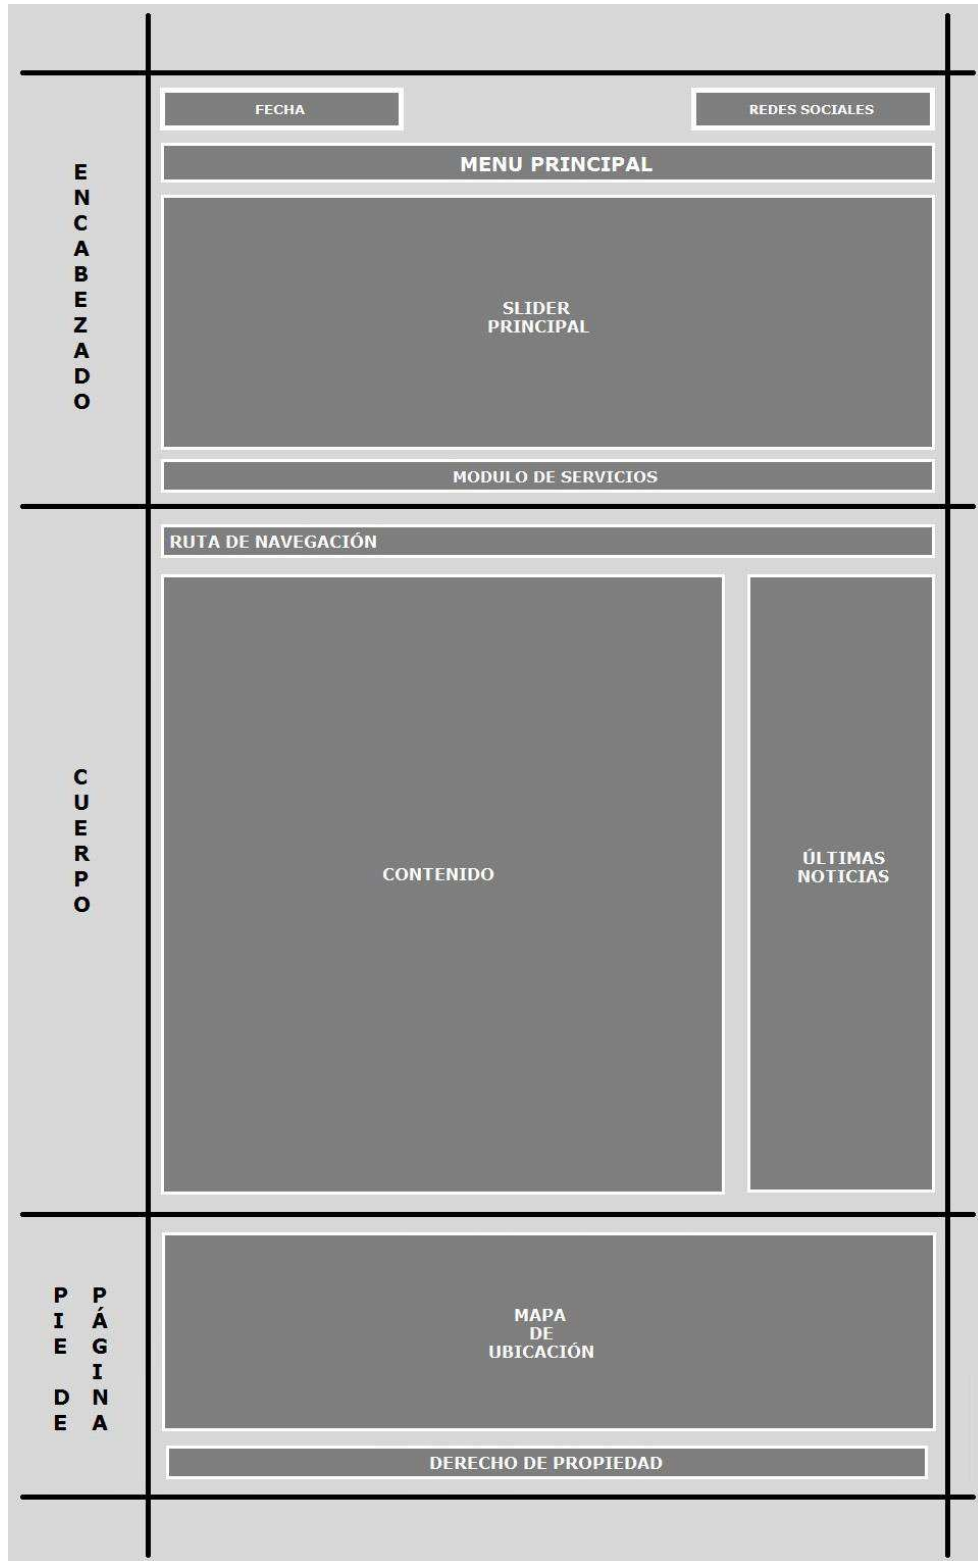 ENCABEZADO
FECHA
REDES SOCIALES
MENU PRINCIPAL
SLIDER
PRINCIPAL
MODULO DE SERVICIOS
CUERPO
RUTA DE NAVEGACIÓN
CONTENIDO
ÚLTIMAS
NOTICIAS
PIE DE
PÁGINA
MAPA
DE
UBICACIÓN
DERECHO DE PROPIEDAD